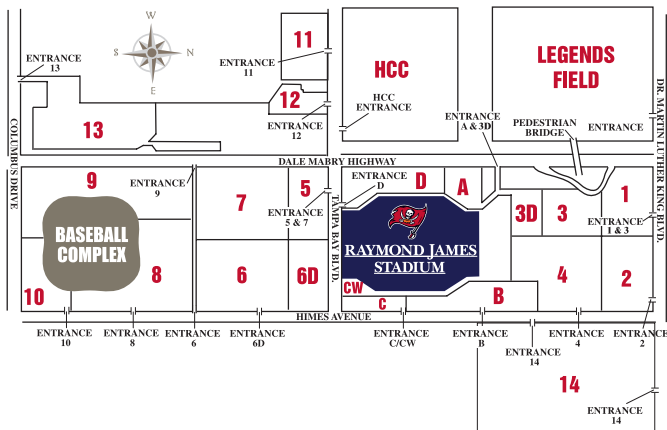 W
S
N
E
ENTRANCE
13
ENTRANCE
11
11
HCC
LEGENDS
FIELD
12
HCC
ENTRANCE
ENTRANCE
12
13
ENTRANCE
A & 3D
PEDESTRIAN
BRIDGE
ENTRANCE
COLUMBUS DRIVE
DR. MARTIN LUTHER KING BLVD.
DALE MABRY HIGHWAY
9
ENTRANCE
9
7
5
ENTRANCE
5 & 7
TAMPA BAY BLVD.
ENTRANCE
D
D
A
3D
3
1
ENTRANCE
1 & 3
BASEBALL
COMPLEX
RAYMOND JAMES
STADIUM
10
8
6
6D
CW
C
B
4
2
HIMES AVENUE
ENTRANCE
10
ENTRANCE
8
ENTRANCE
6
ENTRANCE
6D
ENTRANCE
C/CW
ENTRANCE
B
ENTRANCE
14
ENTRANCE
4
ENTRANCE
2
14
ENTRANCE
14